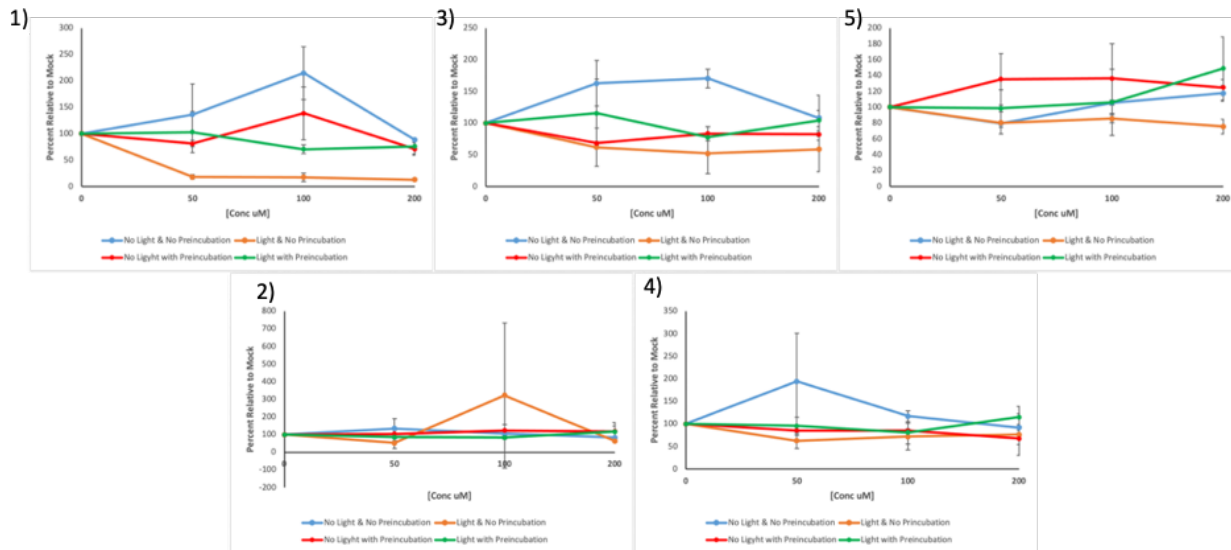 1)
300
250
200
150
100
50
0
Percent Relative to Mock
0 50 100 200
[Conc uM]
No Light & No Preincubation Light & No Princubation
No Ligyht with Preincubation Light with Preincubation
3)
250
200
150
100
50
0
Percent Relative to Mock
0 50 100 200
[Conc uM]
No Light & No Preincubation Light & No Princubation
No Ligyht with Preincubation Light with Preincubation
5)
200
180
160
140
120
100
80
60
40
20
0
Percent Relative to Mock
0 50 100 200
[Conc uM]
No Light & No Preincubation Light & No Princubation
No Ligyht with Preincubation Light with Preincubation
2)
800
700
600
500
400
300
200
100
0
-100
-200
Percent Relative to Mock
0 50 100 200
[Conc uM]
No Light & No Preincubation Light & No Princubation
No Ligyht with Preincubation Light with Preincubation
4)
350
300
250
200
150
100
50
0
Percent Relative to Mock
0 50 100 200
[Conc uM]
No Light & No Preincubation Light & No Princubation
No Ligyht with Preincubation Light with Preincubation